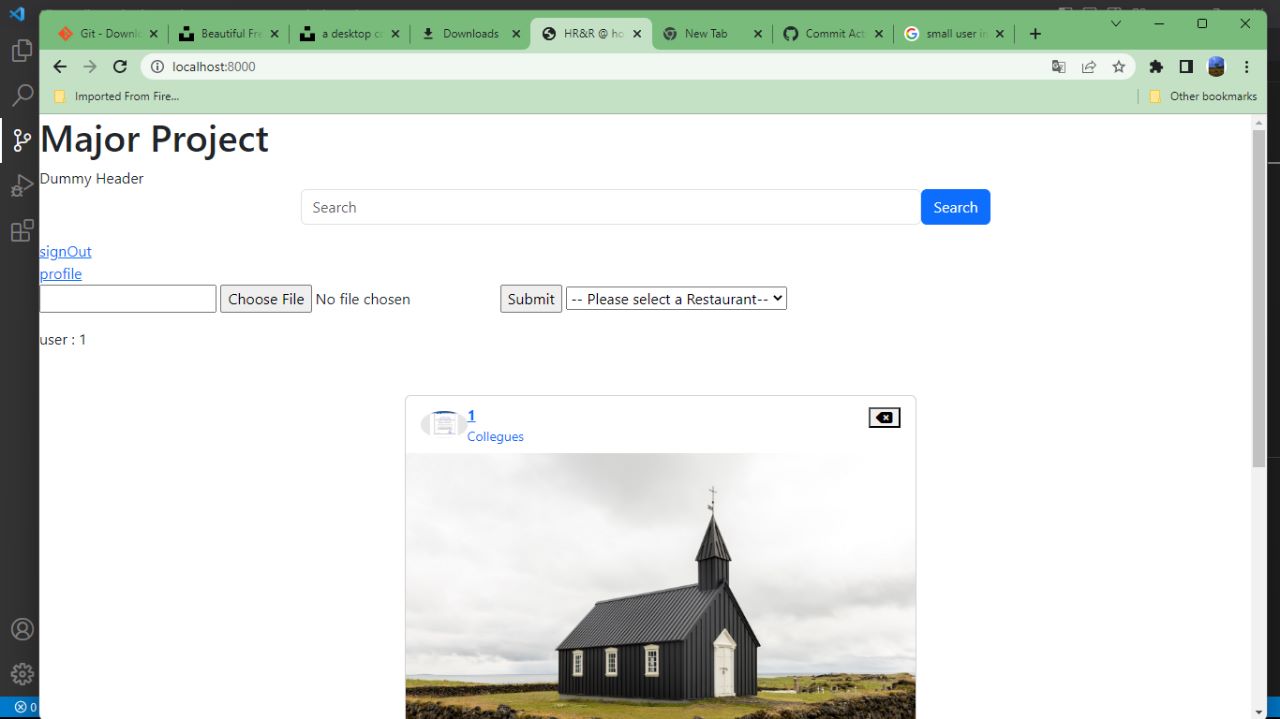 Git - Downlo
Beautiful Fre
a desktop co
Downloads
HR&R @ ho
New Tab
Commit Act
small user in
localhost:8000
Imported From Fire...
Other bookmarks
Major Project
Dummy Header
Search
Search
signOut
profile
Choose File No file chosen
Submit
-- Please select a Restaurant--
user : 1
1
Collegues
0